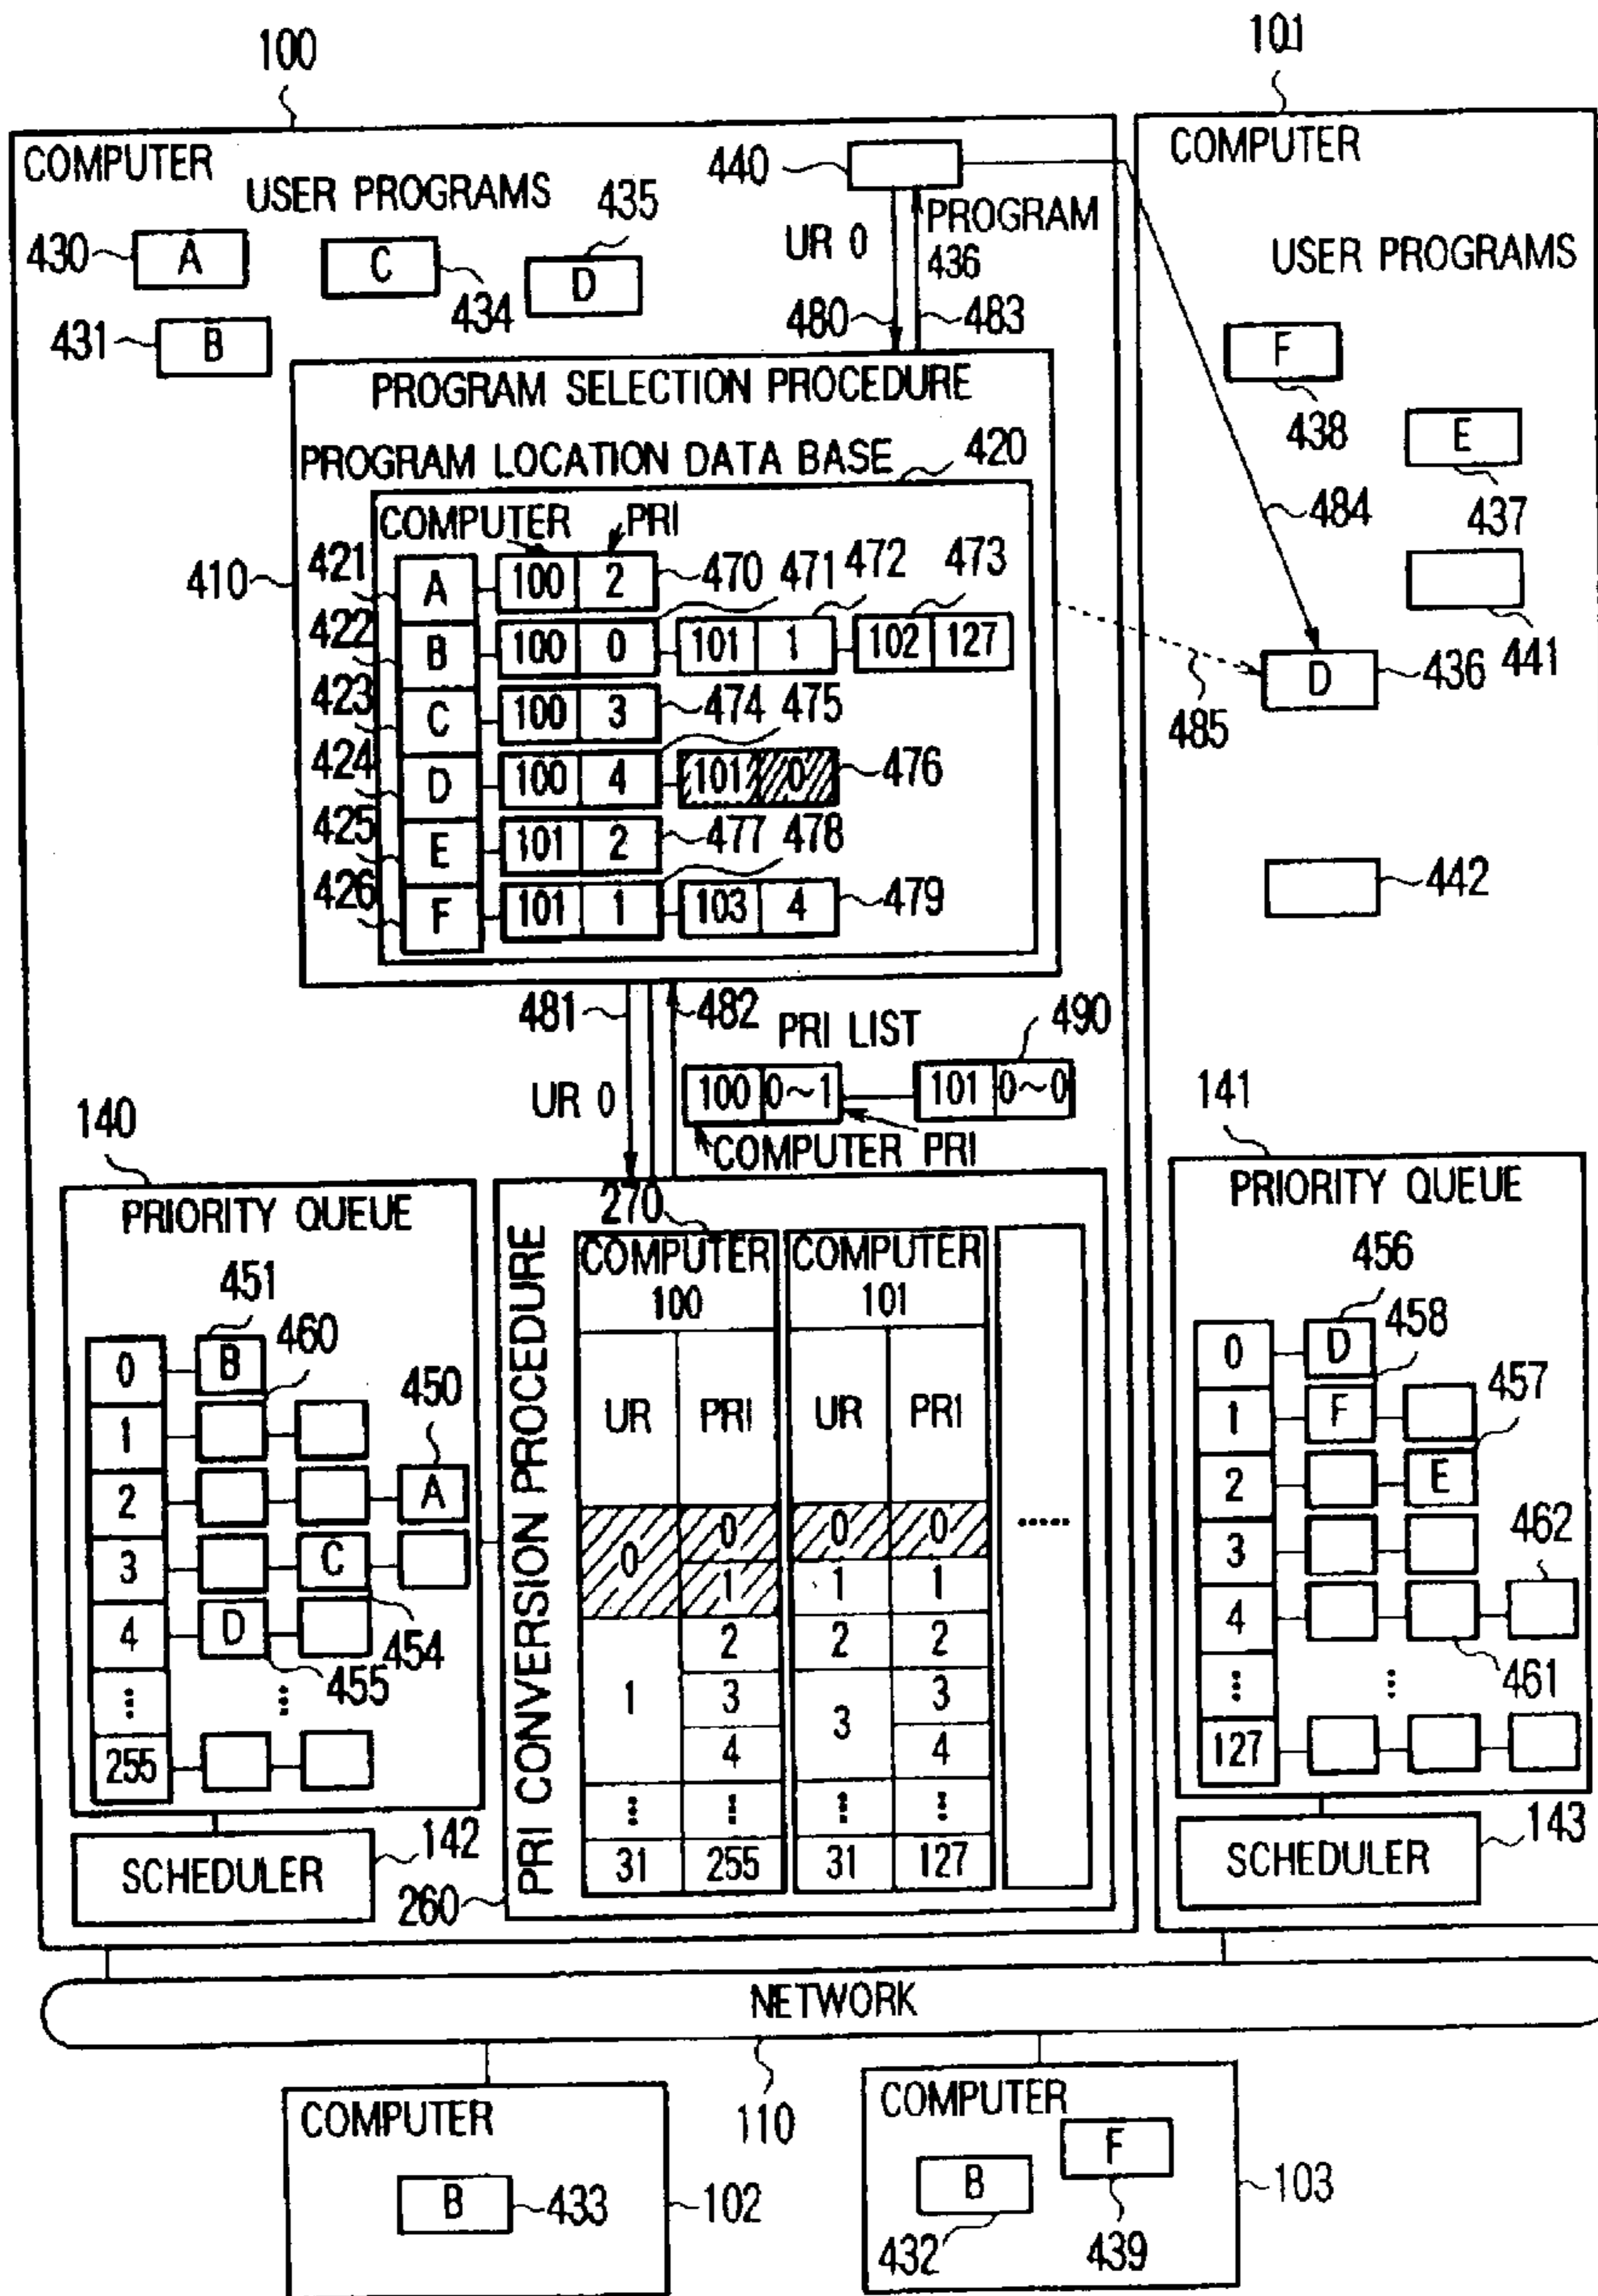 100
101
COMPUTER
USER PROGRAMS
430 A
C
434
435
D
431 B
440
UR 0
PROGRAM
436
480 483
COMPUTER
USER PROGRAMS
F
438
E
437
484
441
D 436
485
442
PROGRAM SELECTION PROCEDURE
PROGRAM LOCATION DATA BASE 420
COMPUTER PRI
410
421 A 100 2 470 471 472 473
422 B 100 0 101 1 102 127
423 C 100 3 474 475
424 D 100 4 101 0 476
425 E 101 2 477 478
426 F 101 1 103 4 479
481 482
UR 0
PRI LIST 490
100 0~1 101 0~0
COMPUTER PRI
140
PRIORITY QUEUE
451
460
450
0 B
1
2 A
3 C
4 D
454
455
⋮ ⋮
255
SCHEDULER
142
PRI CONVERSION PROCEDURE
260
270
COMPUTER 100 COMPUTER 101
UR PRI UR PRI
0 0 0 0
1 1 1
2 2 2
1 3 3 3
4 4
⋮ ⋮ ⋮ ⋮
31 255 31 127
.....
141
PRIORITY QUEUE
456
458
457
0 D
1 F
2 E
3
462
4
461
⋮ ⋮
127
SCHEDULER
143
NETWORK
110
COMPUTER
B 433
102
COMPUTER
B
432
F
439
103